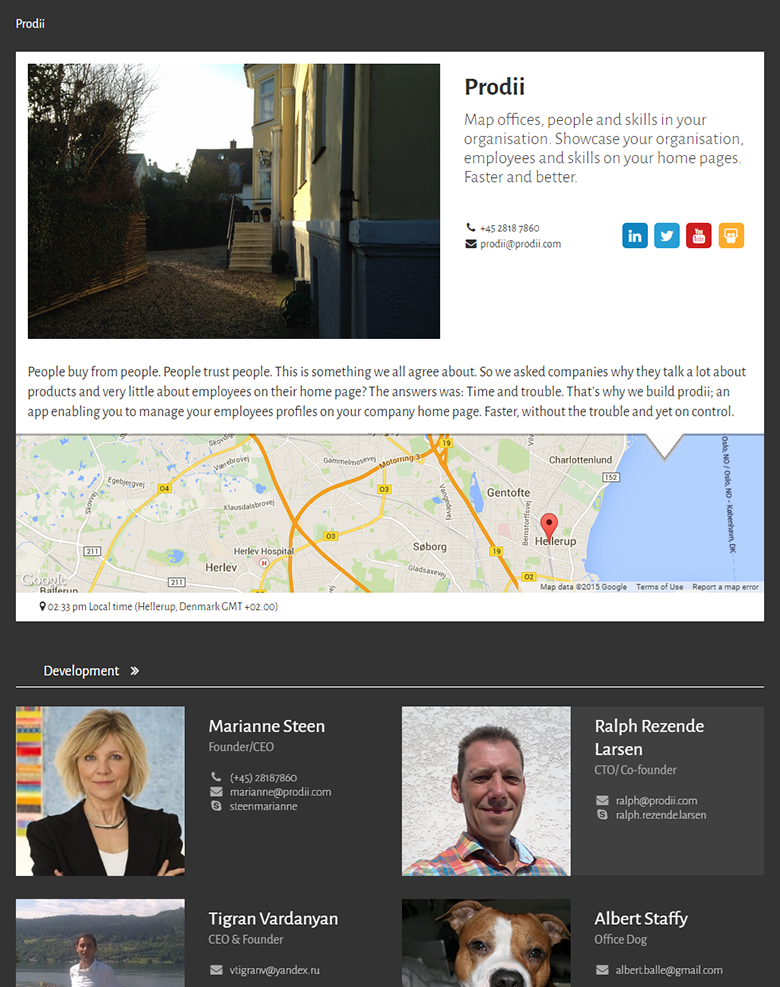 Prodii
Prodii
Map offices, people and skills in your
organisation. Showcase your organisation,
employees and skills on your home pages.
Faster and better.
+45 2818 7860
prodii@prodii.com
in
You
People buy from people. People trust people. This is something we all agree about. So we asked companies why they talk a lot about
products and very little about employees on their home page? The answers was: Time and trouble. That's why we build prodii; an
app enabling you to manage your employees profiles on your company home page. Faster, without the trouble and yet on control.
Skovdiget
19
Oslo, NO / Oslo, NO - København, DK
Værebrovej
Gammelmosevej
Motorring 3
Charlottenlund
Egebjergvej
O4
O3
152
Skovvej
Klausdalsbrovej
Vangedevej
Gentofte
Bernstorffsvej
O3
Hellerup
211
Herlev Hospital
H
Søborg
19
Herlev
Gladsaxevej
Google
211
O2
Ballerup
Map data ©2015 Google
Terms of Use
Report a map error
02.33 pm Local time (Hellerup, Denmark GMT +02:00)
Development
Marianne Steen
Founder/CEO
(+45) 28187860
marianne@prodii.com
steenmarianne
Ralph Rezende
Larsen
CTO/ Co-founder
ralph@prodii.com
ralph.rezende.larsen
Tigran Vardanyan
CEO & Founder
vtigranv@yandex.ru
Albert Staffy
Office Dog
albert.balle@gmail.com